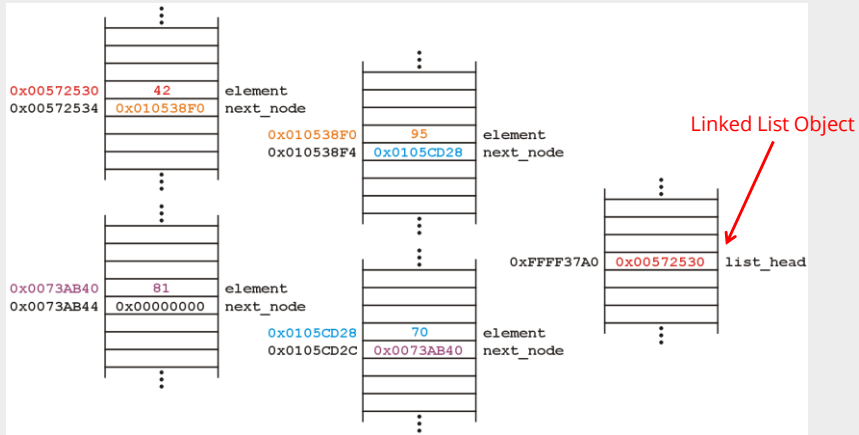 0x00572530 42 element
0x00572534 0x010538F0 next_node
0x010538F0 95 element
0x010538F4 0x0105CD28 next_node
Linked List Object
0xFFFF37A0 0x00572530 list_head
0x0073AB40 81 element
0x0073AB44 0x00000000 next_node
0x0105CD28 70 element
0x0105CD2C 0x0073AB40 next_node